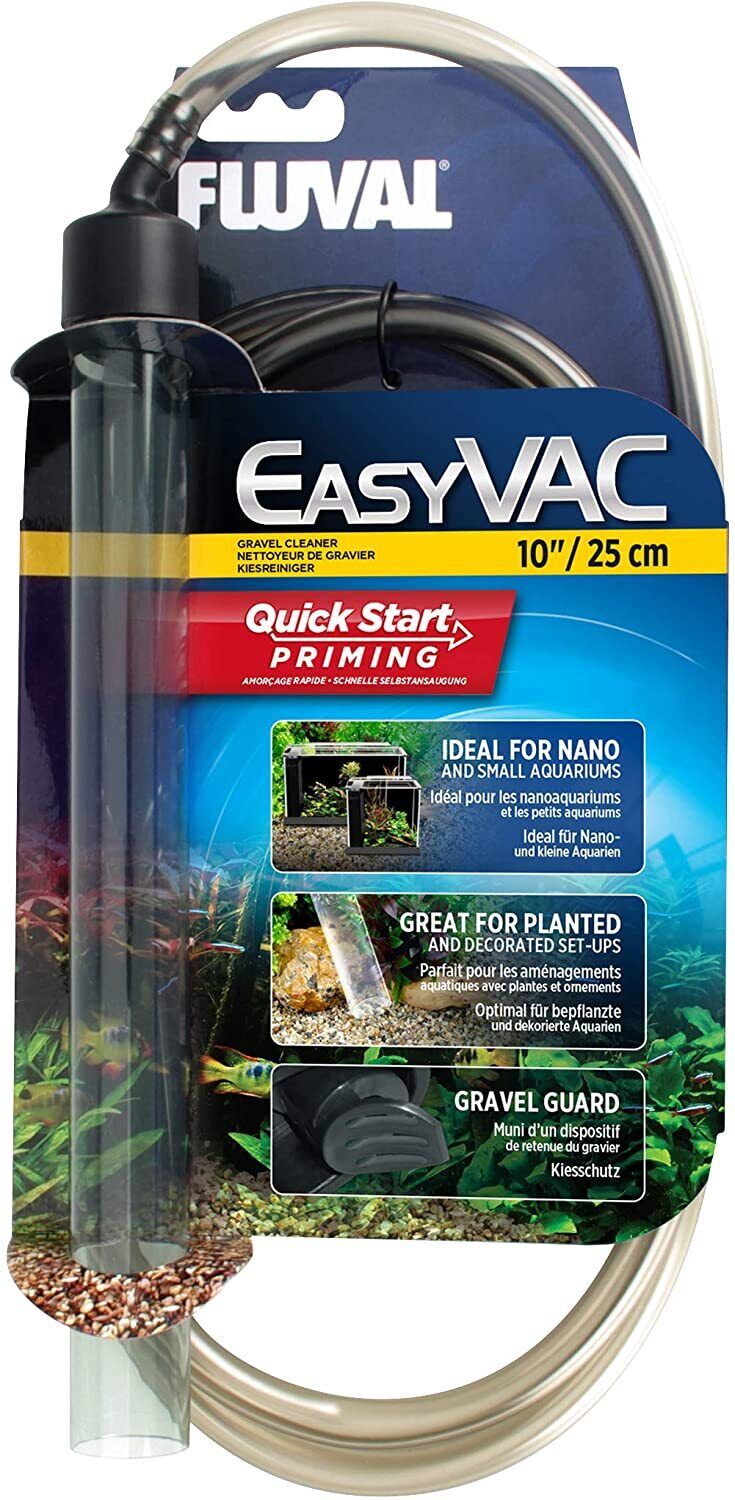 FLUVAL®
EASYVAC
GRAVEL CLEANER
NETTOYEUR DE GRAVIER
KIESREINIGER
10"/ 25 cm
Quick Start
PRIMING
AMORÇAGE RAPIDE • SCHNELLE SELBSTANSAUGUNG
IDEAL FOR NANO
AND SMALL AQUARIUMS
Idéal pour les nanoaquariums
et les petits aquariums
Ideal für Nano-
und kleine Aquarien
GREAT FOR PLANTED
AND DECORATED SET-UPS
Parfait pour les aménagements
aquatiques avec plantes et ornements
Optimal für bepflanzte
und dekorierte Aquarien
GRAVEL GUARD
Muni d'un dispositif
de retenue du gravier
Kiesschutz